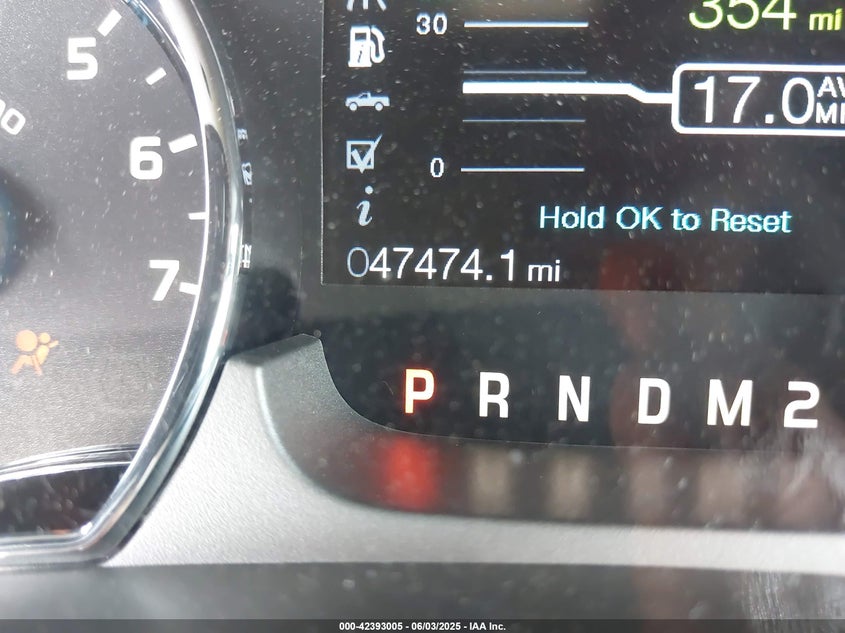 5
6
7
30
354 mi
17.0
0
Hold OK to Reset
047474.1 mi
P R N D M 2
000-42393005 - 06/03/2025 - IAA Inc.